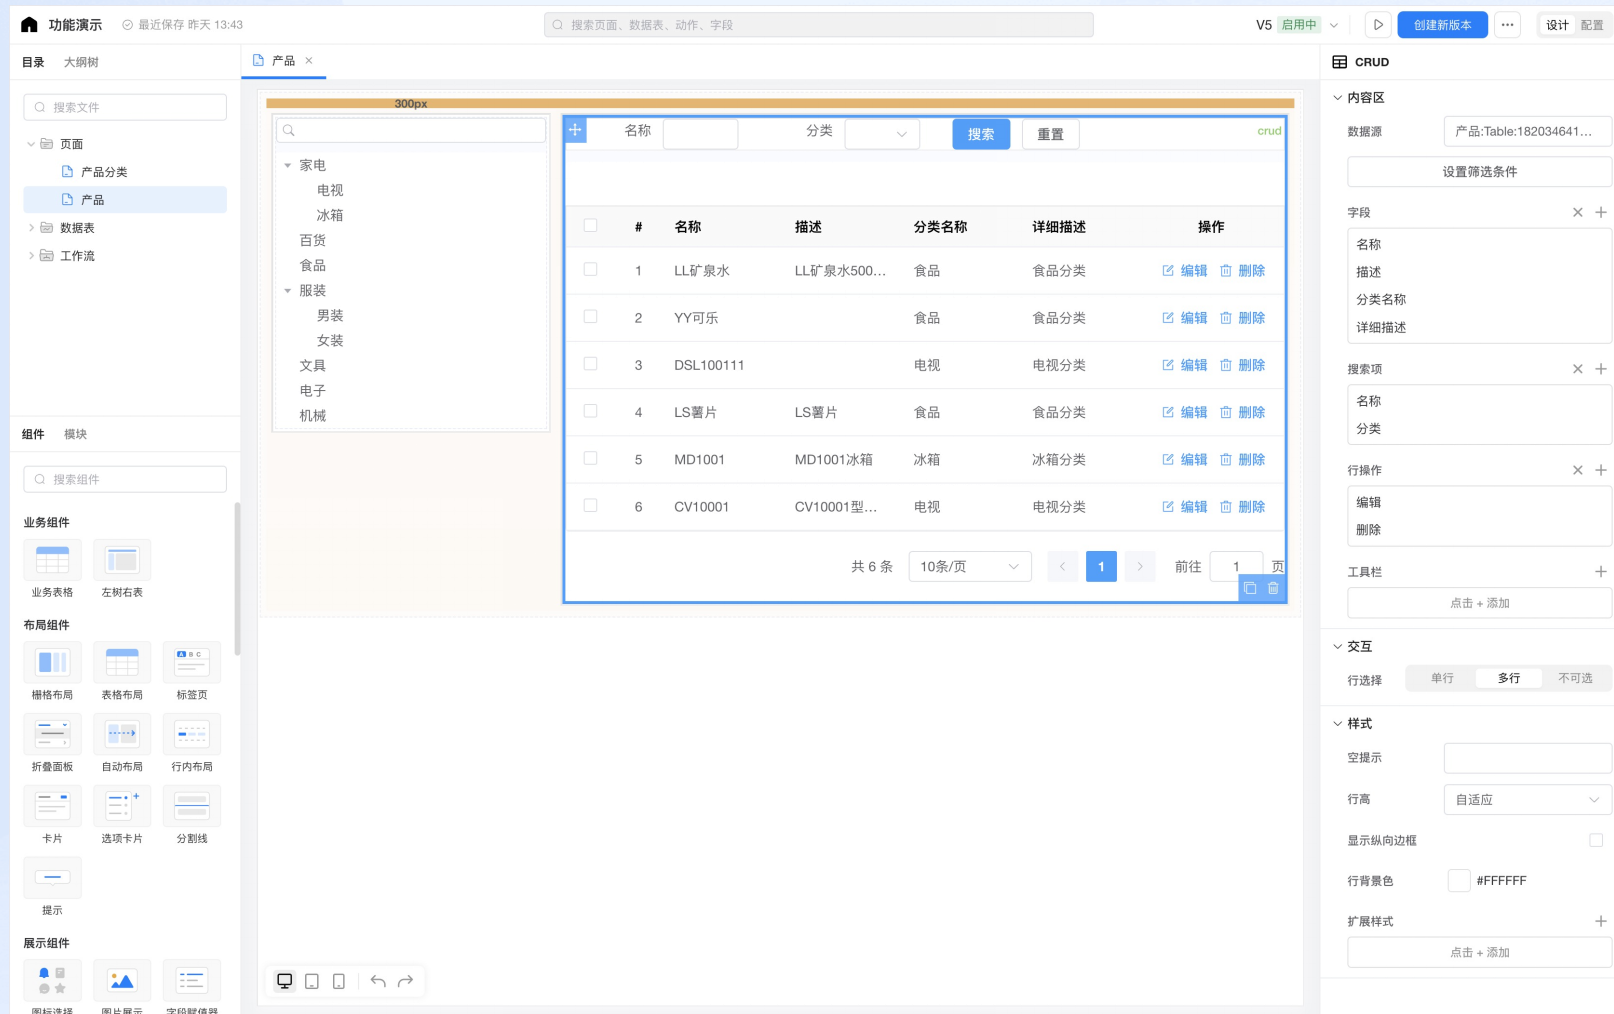 功能演示
最近保存 昨天 13:43
搜索页面、数据表、动作、字段
V5 启用中
创建新版本
设计 配置
目录 大纲树
搜索文件
页面
产品分类
产品
数据表
工作流
组件 模块
搜索组件
业务组件
业务表格 左树右表
布局组件
栅格布局 表格布局 标签页
折叠面板 自动布局 行内布局
卡片 选项卡片 分割线
提示
展示组件
图标选择 图片展示 字段赋值器
产品
300px
家电
电视
冰箱
百货
食品
服装
男装
女装
文具
电子
机械
名称 分类 搜索 重置 crud
# 名称 描述 分类名称 详细描述 操作
1 LL矿泉水 LL矿泉水500... 食品 食品分类 编辑 删除
2 YY可乐 食品 食品分类 编辑 删除
3 DSL100111 电视 电视分类 编辑 删除
4 LS薯片 LS薯片 食品 食品分类 编辑 删除
5 MD1001 MD1001冰箱 冰箱 冰箱分类 编辑 删除
6 CV10001 CV10001型... 电视 电视分类 编辑 删除
共 6 条 10条/页 1 前往 1 页
CRUD
内容区
数据源 产品:Table:182034641...
设置筛选条件
字段
名称
描述
分类名称
详细描述
搜索项
名称
分类
行操作
编辑
删除
工具栏
点击 + 添加
交互
行选择 单行 多行 不可选
样式
空提示
行高 自适应
显示纵向边框
行背景色 #FFFFFF
扩展样式
点击 + 添加